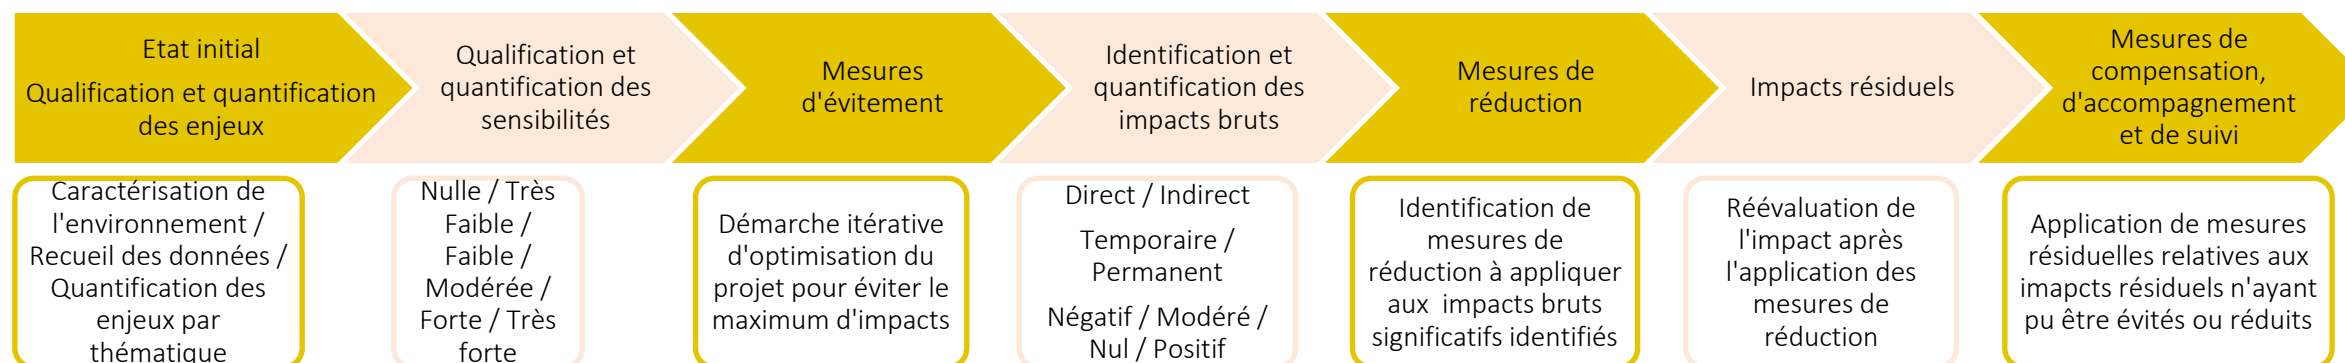 Etat initial
Qualification et quantification
des enjeux
Qualification et
quantification des
sensibilités
Mesures
d'évitement
Identification et
quantification des
impacts bruts
Mesures de
réduction
Impacts résiduels
Mesures de
compensation,
d'accompagnement
et de suivi
Caractérisation de
l'environnement /
Recueil des données /
Quantification des
enjeux par
thématique
Nulle / Très
Faible /
Faible /
Modérée /
Forte / Très
forte
Démarche itérative
d'optimisation du
projet pour éviter le
maximum d'impacts
Direct / Indirect
Temporaire /
Permanent
Négatif / Modéré /
Nul / Positif
Identification de
mesures de
réduction à appliquer
aux impacts bruts
significatifs identifiés
Réévaluation de
l'impact après
l'application des
mesures de
réduction
Application de mesures
résiduelles relatives aux
imapcts résiduels n'ayant
pu être évités ou réduits